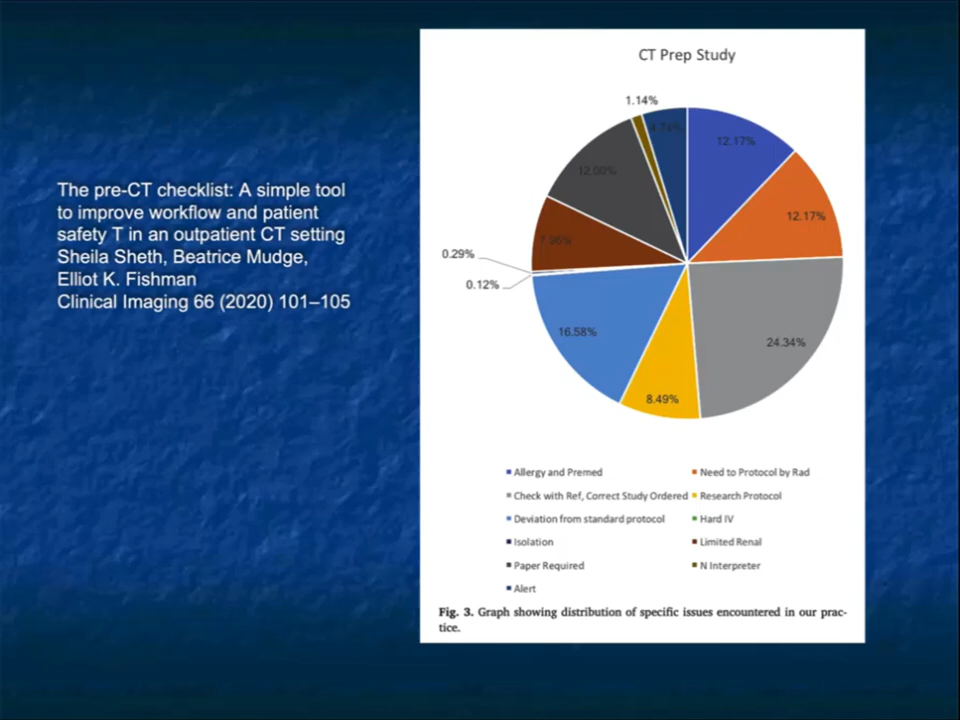 The pre-CT checklist: A simple tool
to improve workflow and patient
safety T in an outpatient CT setting
Sheila Sheth, Beatrice Mudge,
Elliot K. Fishman
Clinical Imaging 66 (2020) 101–105
CT Prep Study
1.14%
4.74%
12.17%
12.00%
12.17%
7.96%
0.29%
0.12%
16.58%
24.34%
8.49%
Allergy and Premed
Need to Protocol by Rad
Check with Ref, Correct Study Ordered
Research Protocol
Deviation from standard protocol
Hard IV
Isolation
Limited Renal
Paper Required
N Interpreter
Alert
Fig. 3. Graph showing distribution of specific issues encountered in our prac-
tice.